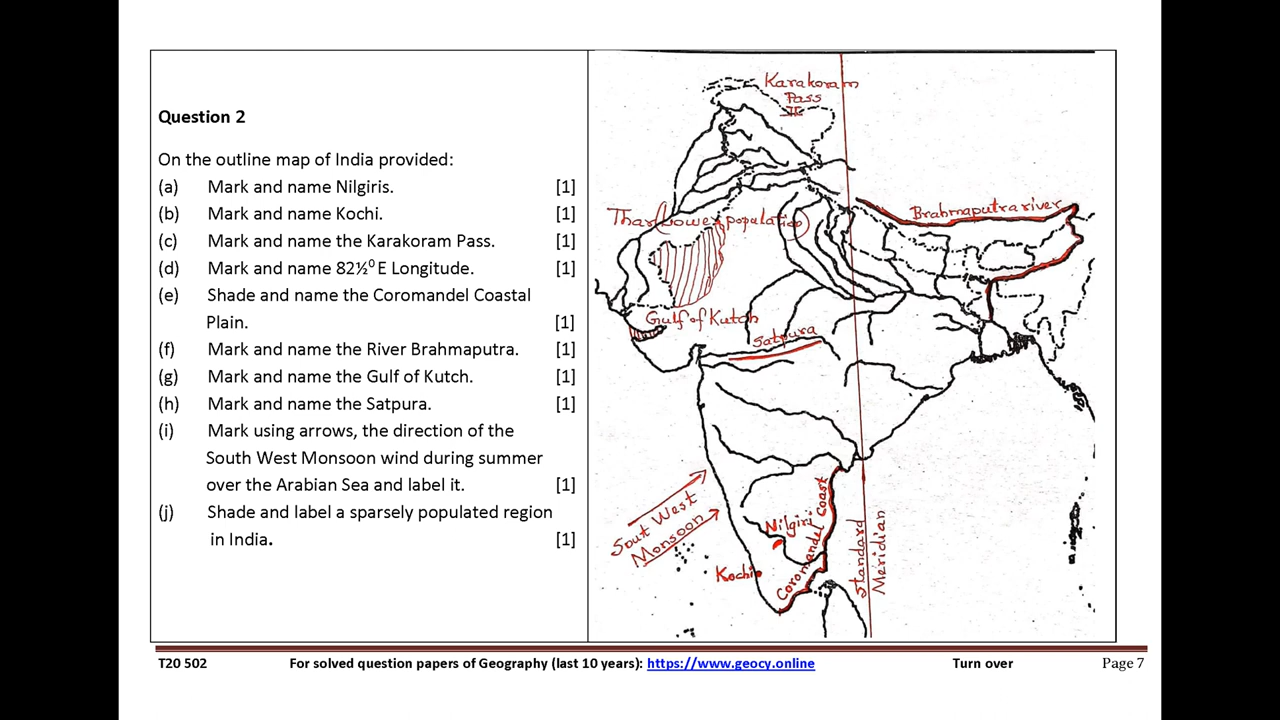 Question 2
On the outline map of India provided:
(a) Mark and name Nilgiris. [1]
(b) Mark and name Kochi. [1]
(c) Mark and name the Karakoram Pass. [1]
(d) Mark and name 82½⁰ E Longitude. [1]
(e) Shade and name the Coromandel Coastal
Plain. [1]
(f) Mark and name the River Brahmaputra. [1]
(g) Mark and name the Gulf of Kutch. [1]
(h) Mark and name the Satpura. [1]
(i) Mark using arrows, the direction of the
South West Monsoon wind during summer
over the Arabian Sea and label it. [1]
(j) Shade and label a sparsely populated region
in India. [1]
Karakoram
Pass
Brahmaputra river
Thar(Lower population)
Gulf of Kutch
Satpura
Sout West
Monsoon
Nilgiri
Kochi
Coromandel Coast
Standard
Meridian
T20 502 For solved question papers of Geography (last 10 years): https://www.geocy.online Turn over Page 7